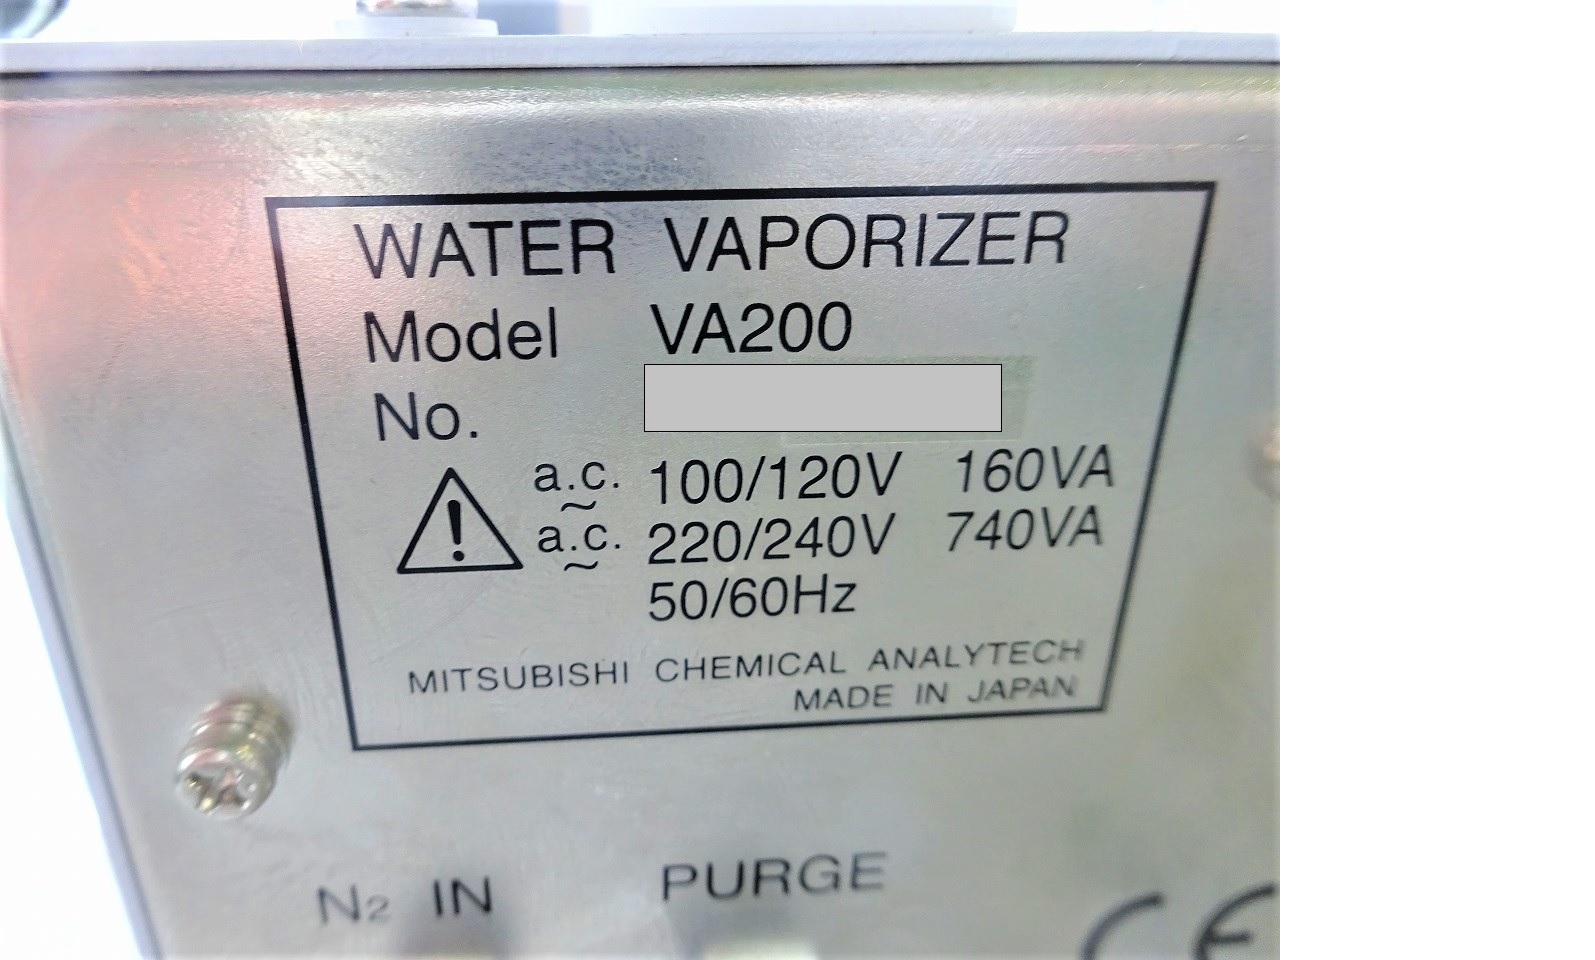 WATER VAPORIZER
Model VA200
No.
a.c. 100/120V 160VA
a.c. 220/240V 740VA
50/60Hz
MITSUBISHI CHEMICAL ANALYTECH
MADE IN JAPAN
N₂ IN PURGE
CE